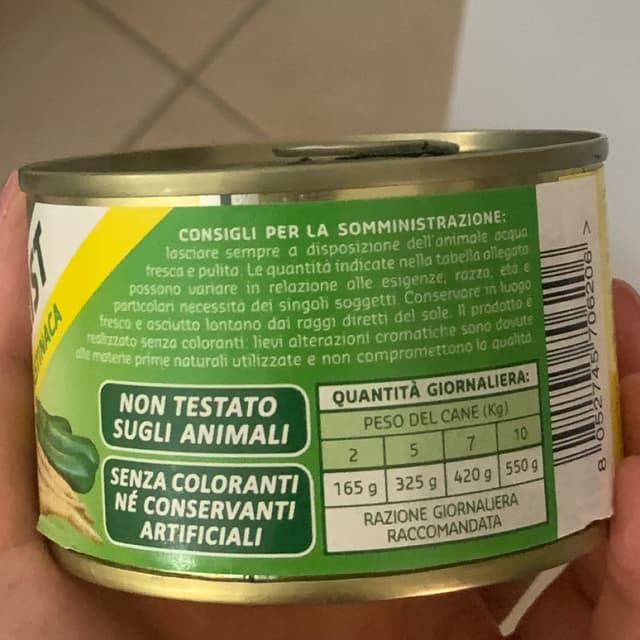 ST
CONSIGLI PER LA SOMMINISTRAZIONE:
lasciare sempre a disposizione dell'animale acqua
fresca e pulita. Le quantità indicate nella tabella allegata
possono variare in relazione alle esigenze, razza, età e
particolari necessità dei singoli soggetti. Conservare in luogo
fresco e asciutto lontano dai raggi diretti del sole. Il prodotto è
realizzato senza coloranti: lievi alterazioni cromatiche sono dovute
alle materie prime naturali utilizzate e non compromettono la qualità.
NON TESTATO
SUGLI ANIMALI
SENZA COLORANTI
NÉ CONSERVANTI
ARTIFICIALI
QUANTITÀ GIORNALIERA:
PESO DEL CANE (Kg)
2 5 7 10
165 g 325 g 420 g 550 g
RAZIONE GIORNALIERA
RACCOMANDATA
8 052745 706206 >